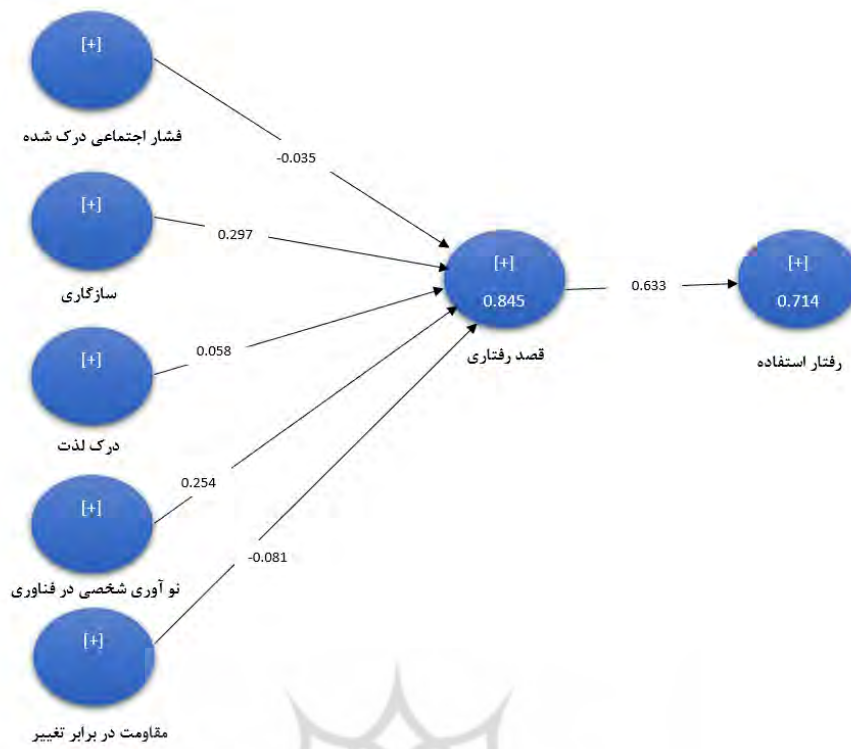 [+]
فشار اجتماعی درک شده
-0.035
[+]
سازگاری
0.297
[+]
0.845
قصد رفتاری
0.633
[+]
0.714
رفتار استفاده
[+]
درک لذت
0.058
[+]
نو آوری شخصی در فناوری
0.254
[+]
مقاومت در برابر تغییر
-0.081